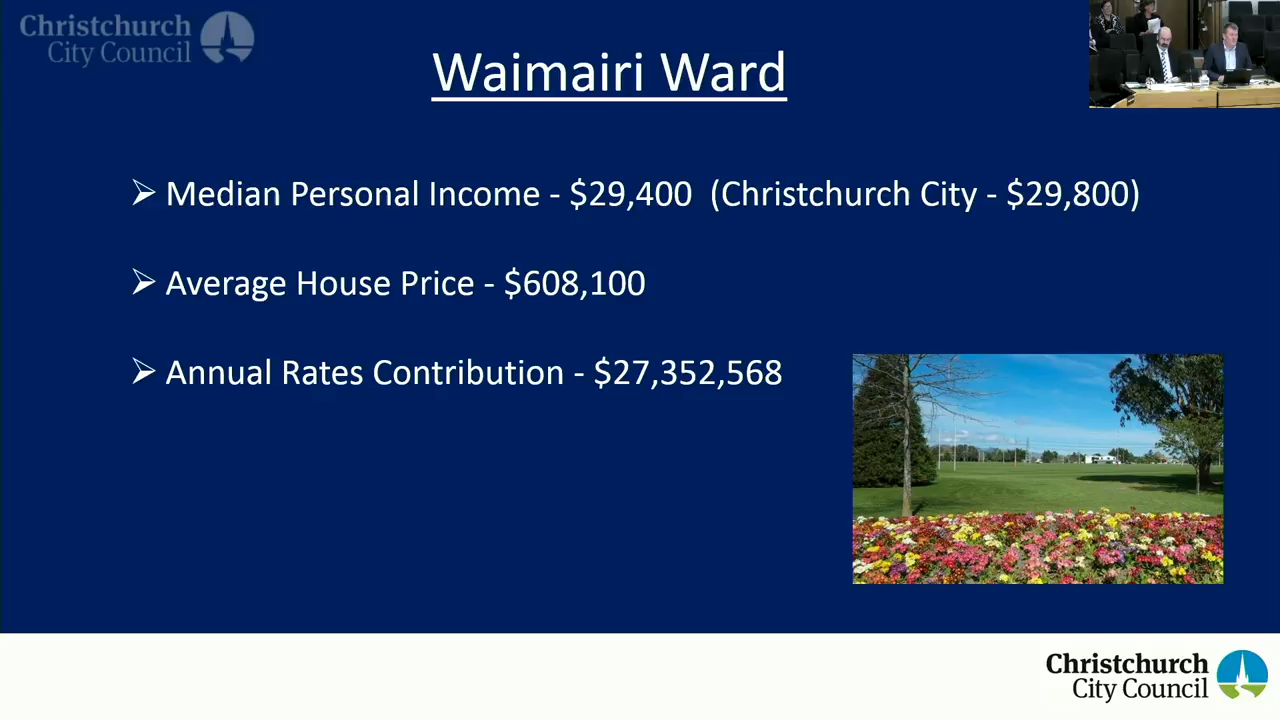 Christchurch
City Council
Waimairi Ward
➢ Median Personal Income - $29,400 (Christchurch City - $29,800)
➢ Average House Price - $608,100
➢ Annual Rates Contribution - $27,352,568
Christchurch
City Council